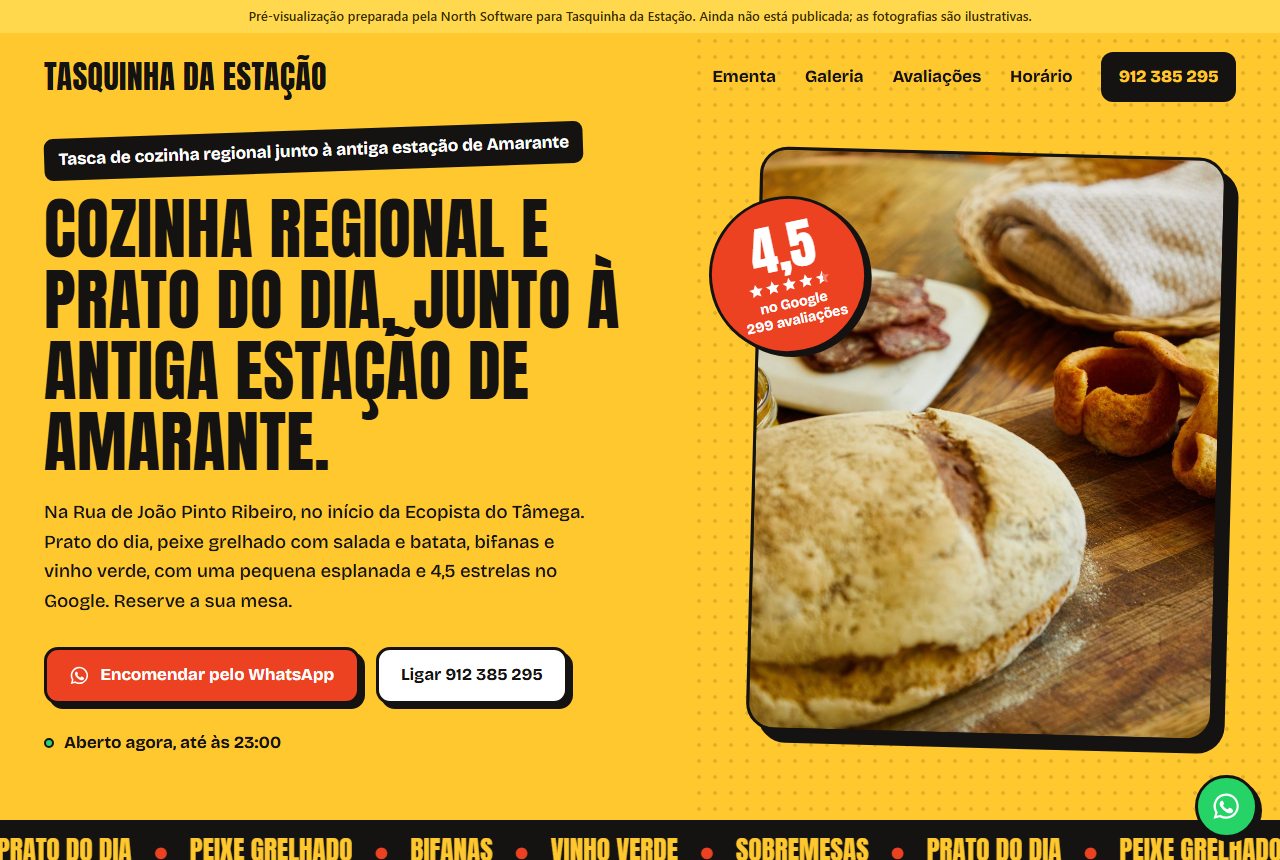 Pré-visualização preparada pela North Software para Tasquinha da Estação. Ainda não está publicada; as fotografias são ilustrativas.
TASQUINHA DA ESTAÇÃO
Ementa
Galeria
Avaliações
Horário
912 385 295
Tasca de cozinha regional junto à antiga estação de Amarante
COZINHA REGIONAL E
PRATO DO DIA, JUNTO À
ANTIGA ESTAÇÃO DE
AMARANTE.
Na Rua de João Pinto Ribeiro, no início da Ecopista do Tâmega.
Prato do dia, peixe grelhado com salada e batata, bifanas e
vinho verde, com uma pequena esplanada e 4,5 estrelas no
Google. Reserve a sua mesa.
Encomendar pelo WhatsApp
Ligar 912 385 295
Aberto agora, até às 23:00
4,5
no Google
299 avaliações
PRATO DO DIA
PEIXE GRELHADO
BIFANAS
VINHO VERDE
SOBREMESAS
PRATO DO DIA
PEIXE GRELHADO